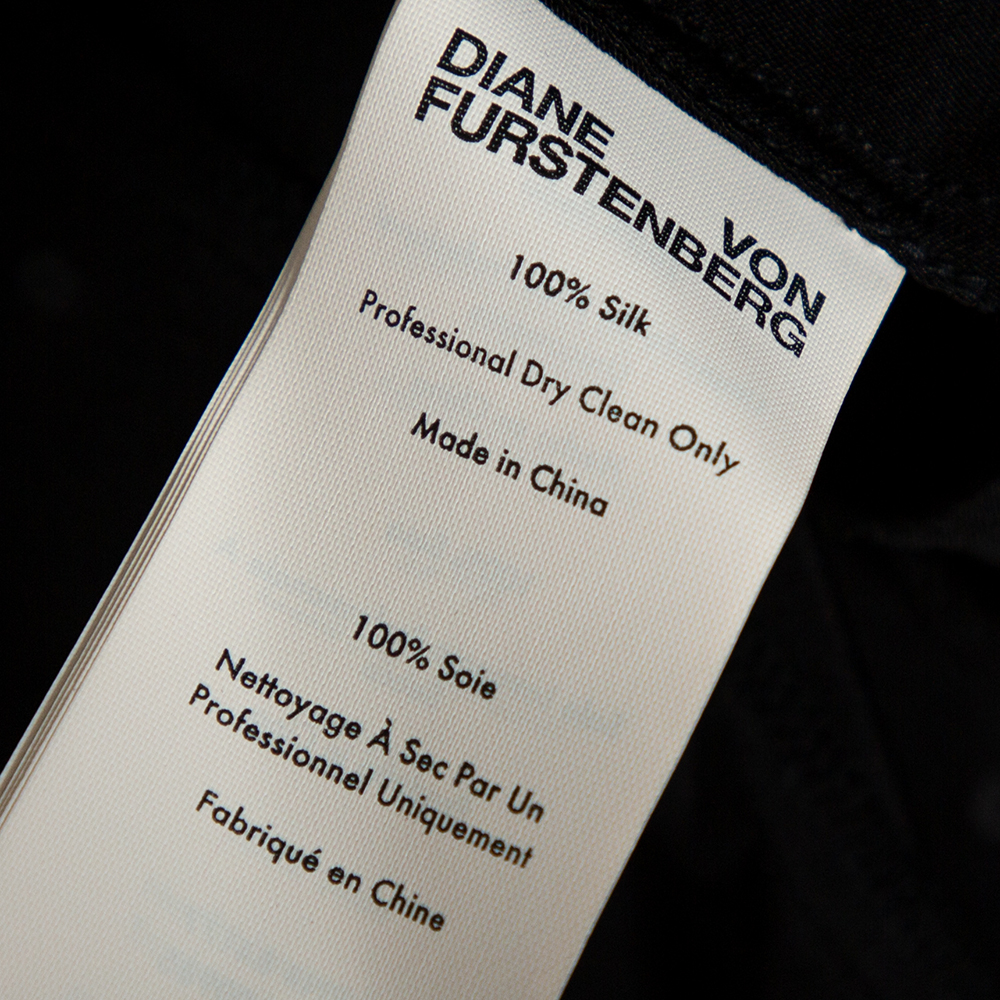 DIANE
VON
FURSTENBERG
100% Silk
Professional Dry Clean Only
Made in China
100% Soie
Nettoyage À Sec Par Un
Professionnel Uniquement
Fabriqué en Chine